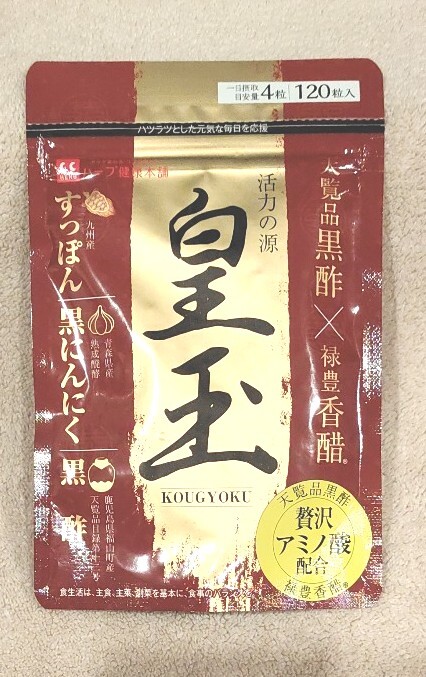 一日摂取
目安量 4粒 120粒入
ハツラツとした元気な毎日を応援
健康本舗
天覧品黒酢×禄豊香醋®
活力の源
皇玉
KOUGYOKU
九州産
すっぽん
青森県産
熟成醗酵
黒にんにく
鹿児島県福山町産
黒酢
天覧品黒酢
贅沢
アミノ酸
配合
禄豊香醋®
食生活は、主食、主菜、副菜を基本に、食事のバランスを